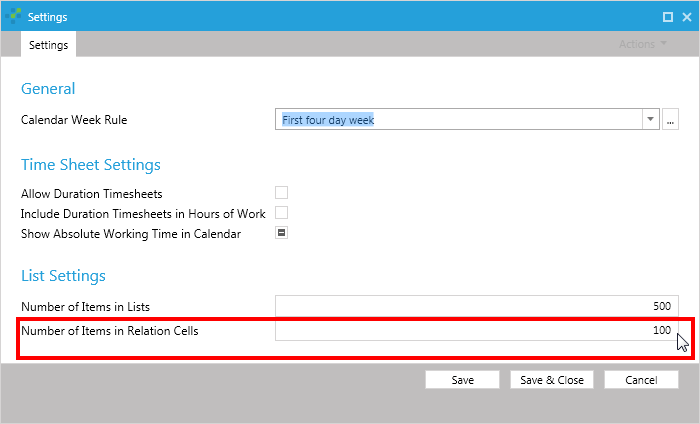 Settings
Settings
Actions
General
Calendar Week Rule First four day week ...
Time Sheet Settings
Allow Duration Timesheets
Include Duration Timesheets in Hours of Work
Show Absolute Working Time in Calendar
List Settings
Number of Items in Lists 500
Number of Items in Relation Cells 100
Save Save & Close Cancel